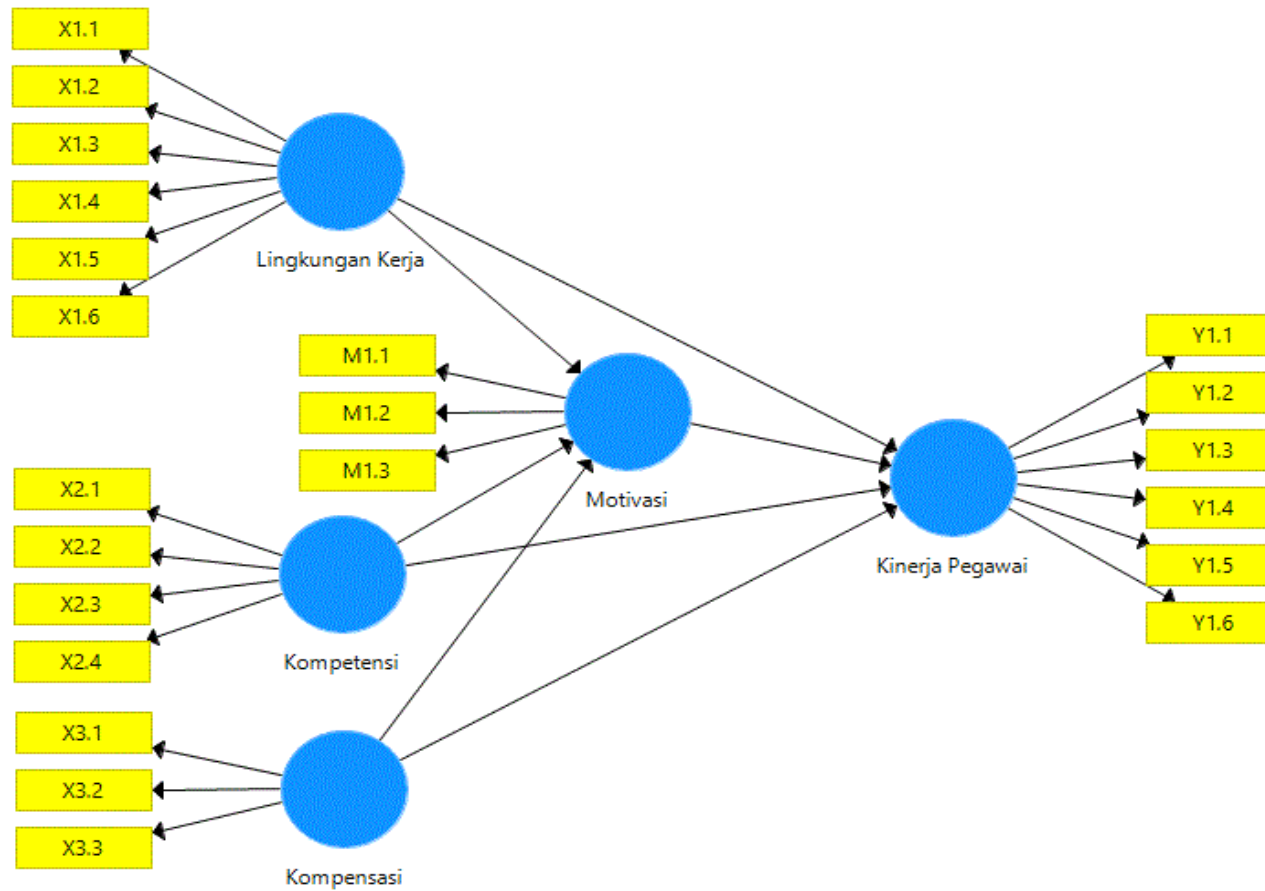 X1.1
X1.2
X1.3
X1.4
X1.5
X1.6
Lingkungan Kerja
M1.1
M1.2
M1.3
Motivasi
X2.1
X2.2
X2.3
X2.4
Kompetensi
X3.1
X3.2
X3.3
Kompensasi
Kinerja Pegawai
Y1.1
Y1.2
Y1.3
Y1.4
Y1.5
Y1.6